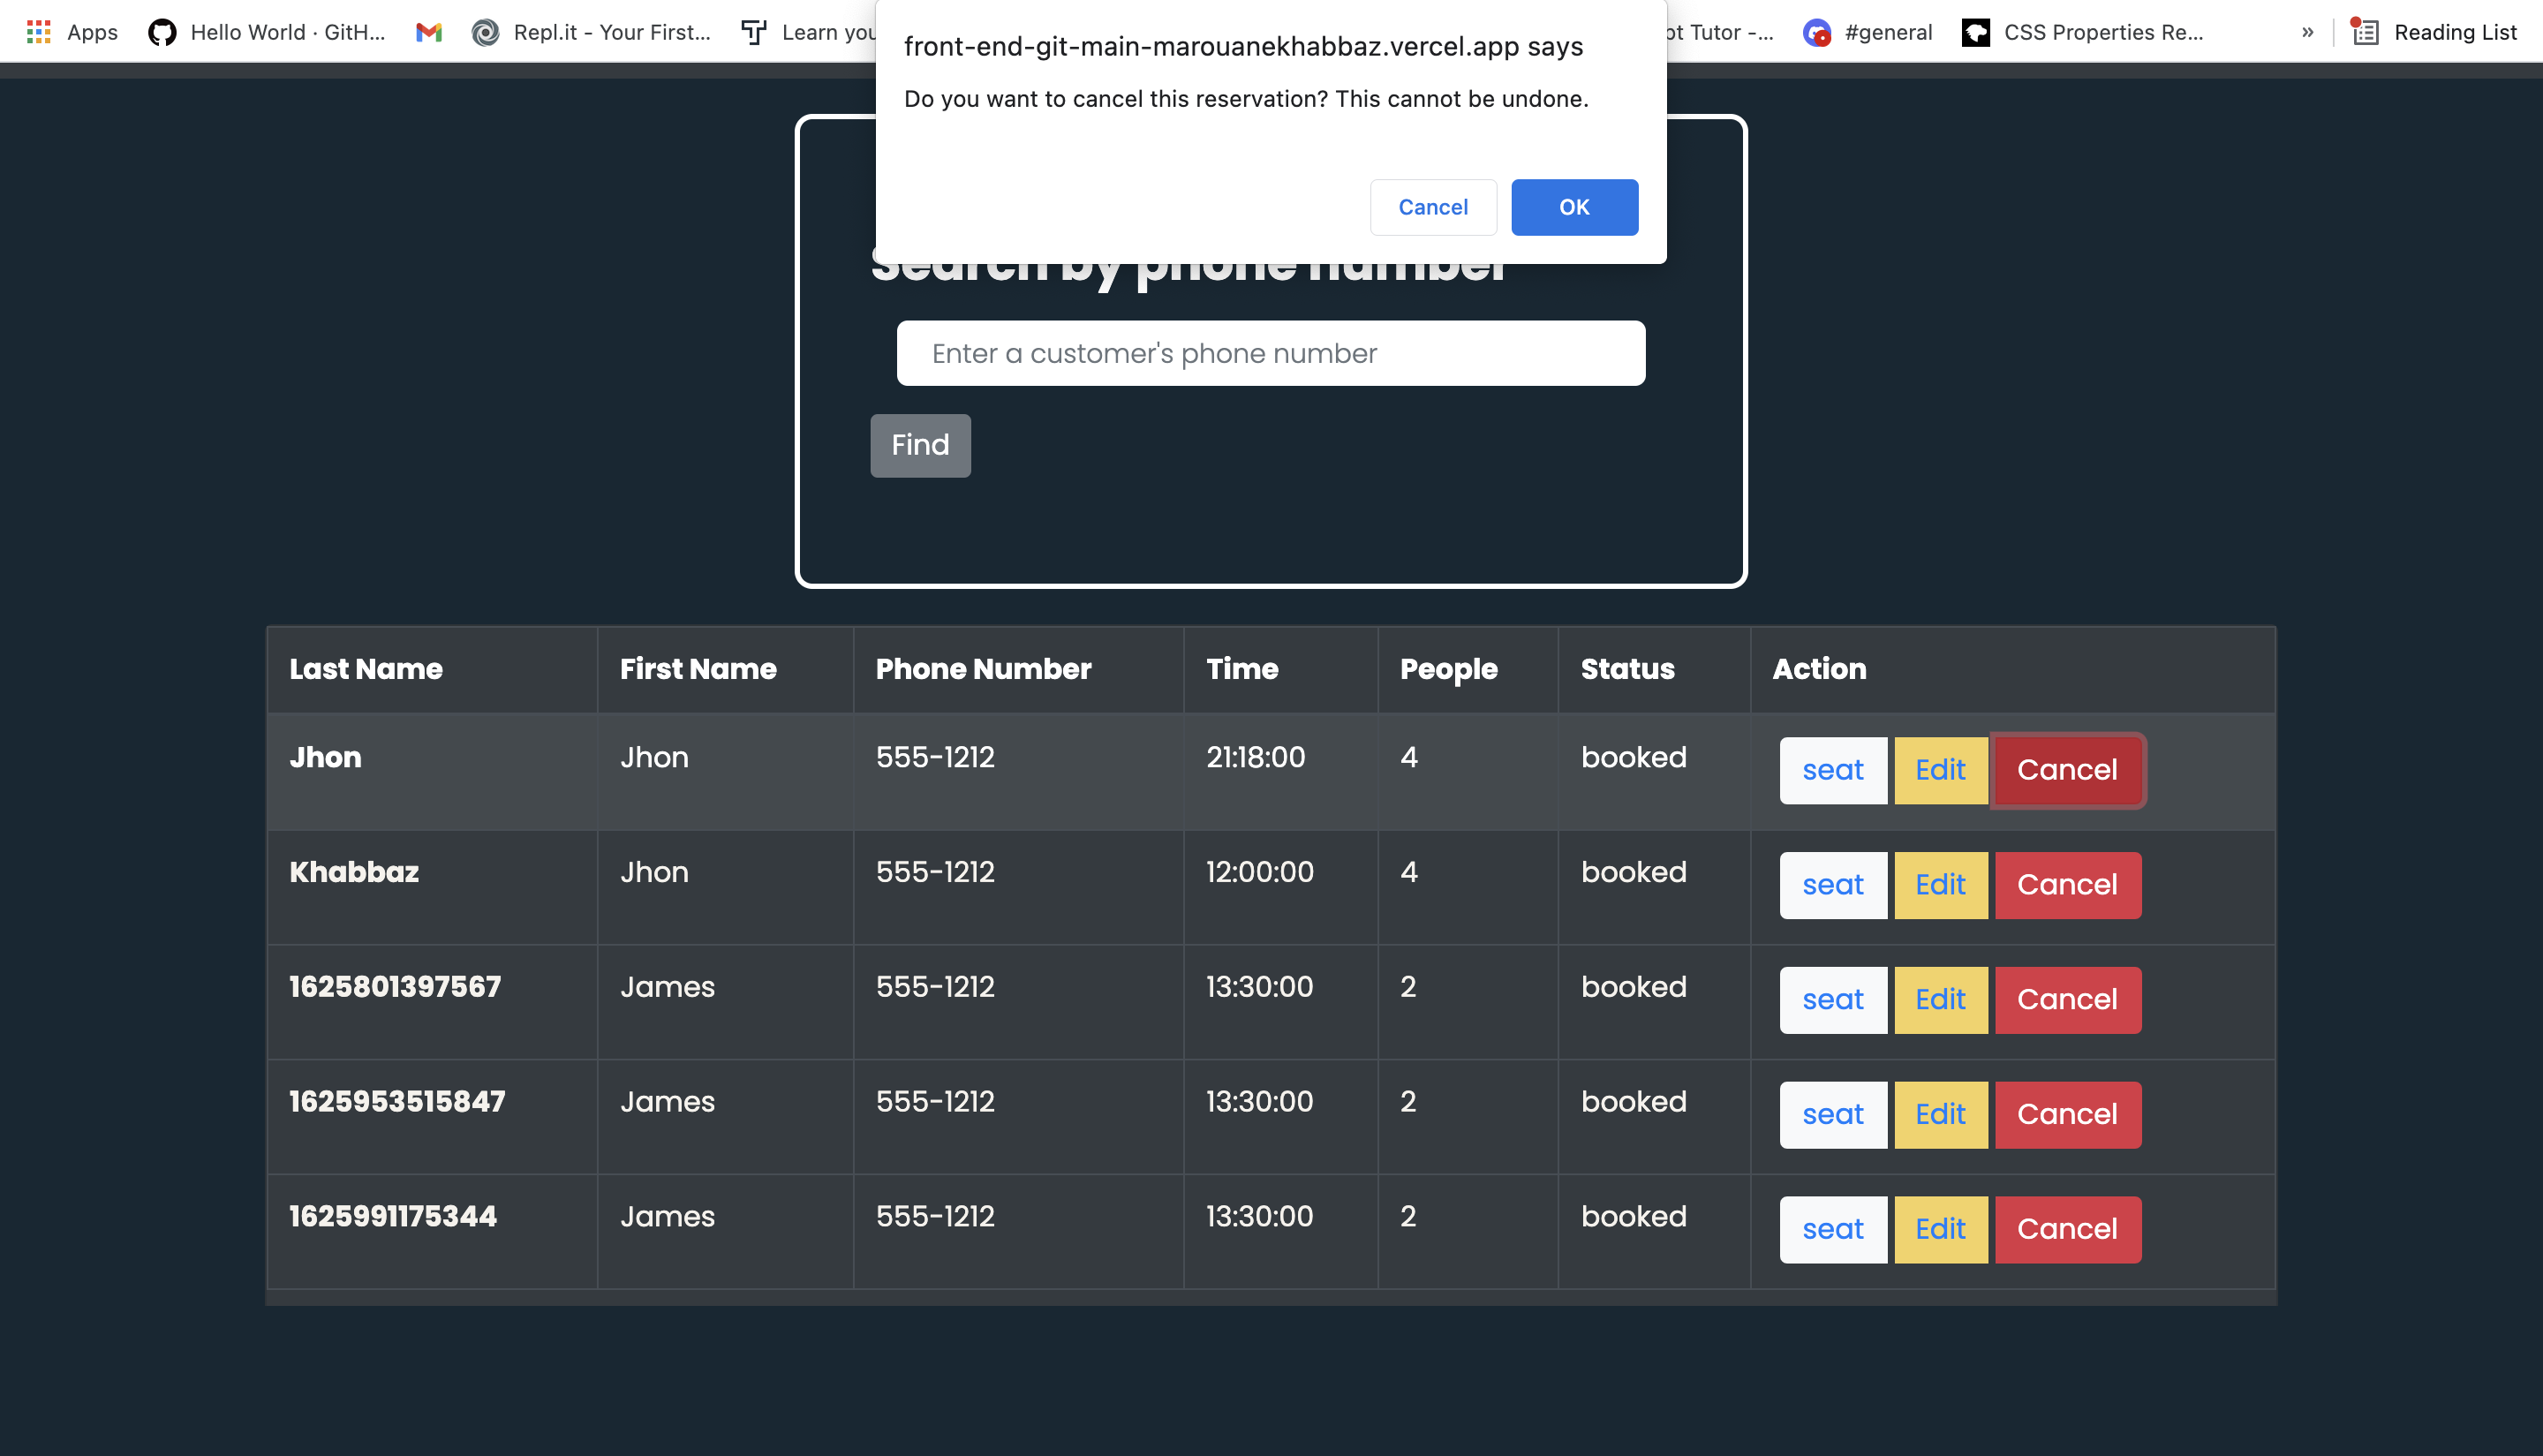 Apps Hello World · GitH... Repl.it - Your First... Learn you pt Tutor -... #general CSS Properties Re... » Reading List
front-end-git-main-marouanekhabbaz.vercel.app says
Do you want to cancel this reservation? This cannot be undone.
Cancel OK
Search by phone number
Enter a customer's phone number
Find
Last Name First Name Phone Number Time People Status Action
Jhon Jhon 555-1212 21:18:00 4 booked seat Edit Cancel
Khabbaz Jhon 555-1212 12:00:00 4 booked seat Edit Cancel
1625801397567 James 555-1212 13:30:00 2 booked seat Edit Cancel
1625953515847 James 555-1212 13:30:00 2 booked seat Edit Cancel
1625991175344 James 555-1212 13:30:00 2 booked seat Edit Cancel